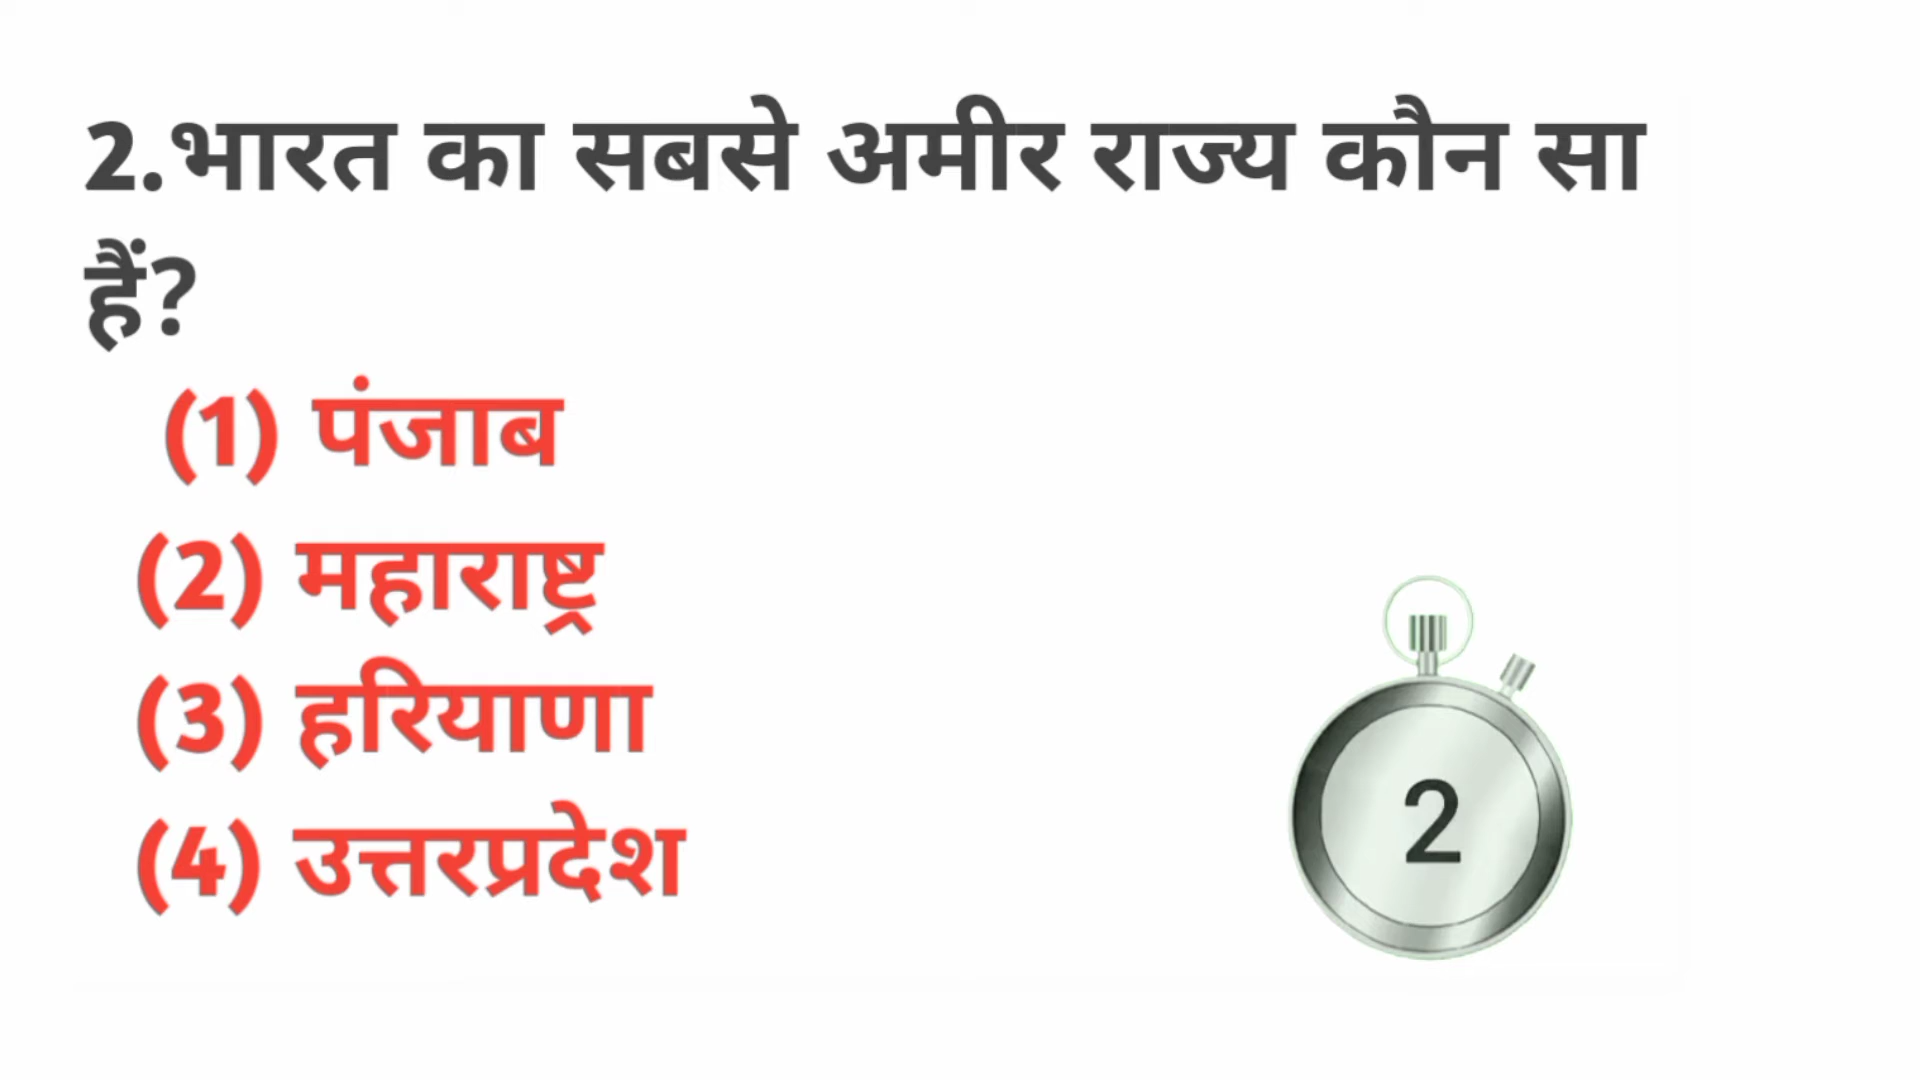 2.भारत का सबसे अमीर राज्य कौन सा
हैं?
(1) पंजाब
(2) महाराष्ट्र
(3) हरियाणा
(4) उत्तरप्रदेश
2